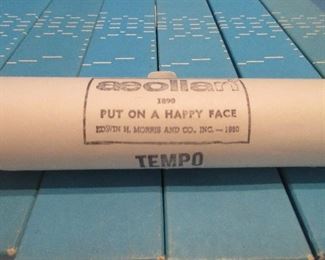 aeolian
1890
PUT ON A HAPPY FACE
EDWIN H. MORRIS AND CO. INC. — 1960
TEMPO